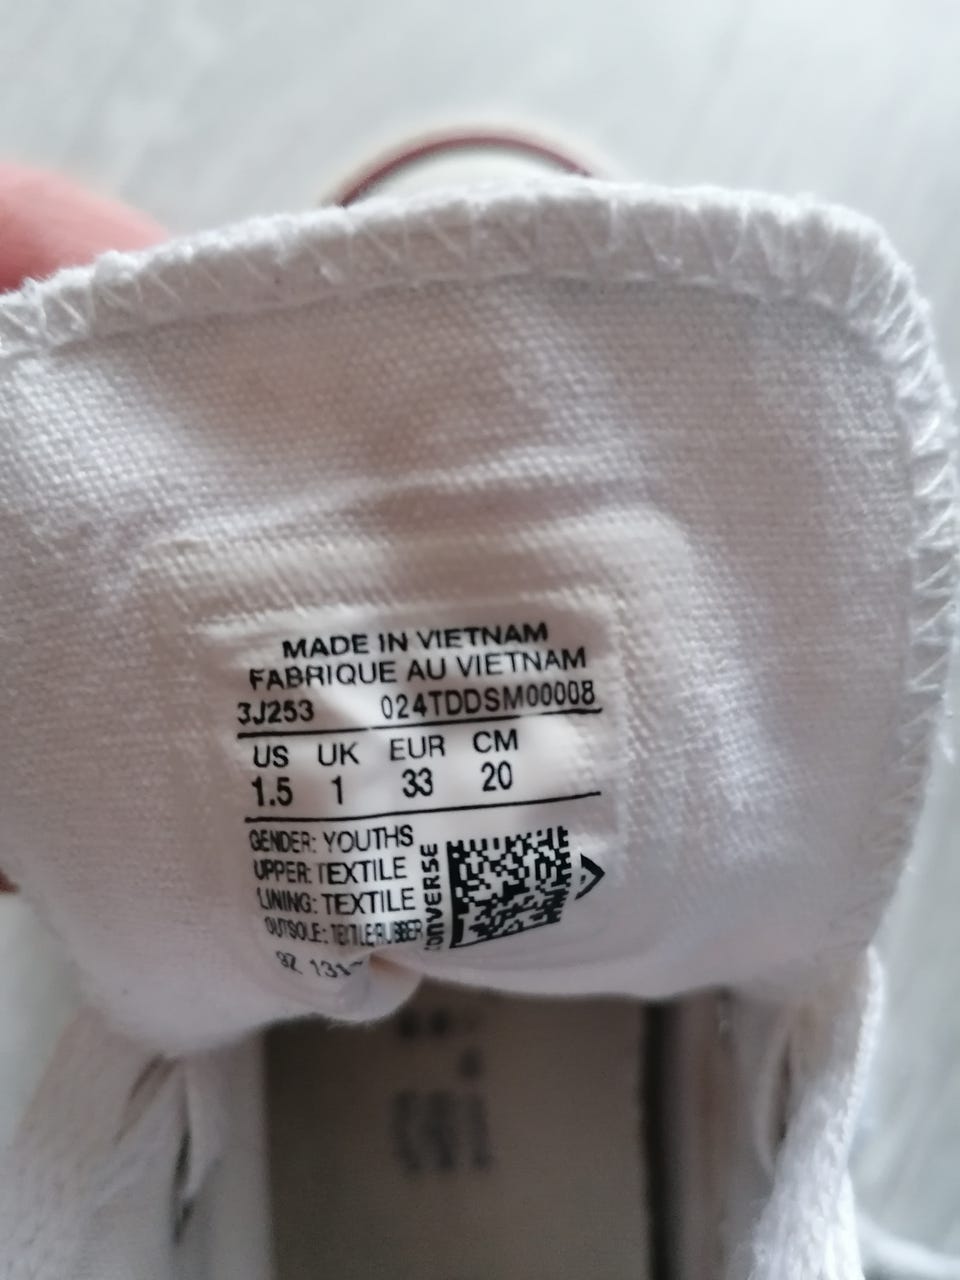 MADE IN VIETNAM
FABRIQUE AU VIETNAM
3J253 024TDDSM00008
US UK EUR CM
1.5 1 33 20
GENDER: YOUTHS
UPPER: TEXTILE
LINING: TEXTILE
OUTSOLE: TEXTILE/RUBBER
CONVERSE